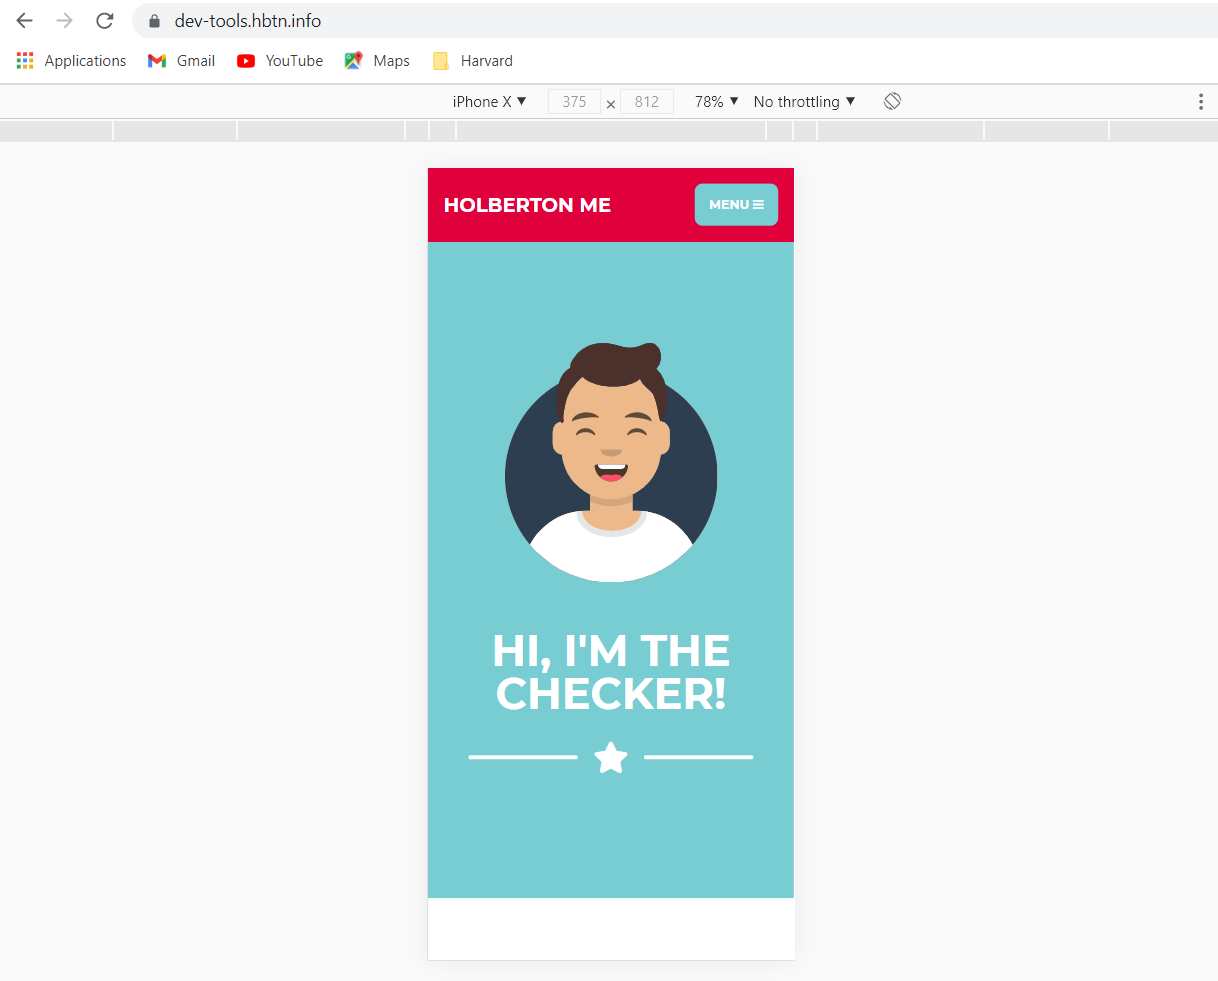 dev-tools.hbtn.info
Applications Gmail YouTube Maps Harvard
iPhone X ▼ 375 × 812 78% ▼ No throttling ▼
HOLBERTON ME MENU
HI, I'M THE
CHECKER!